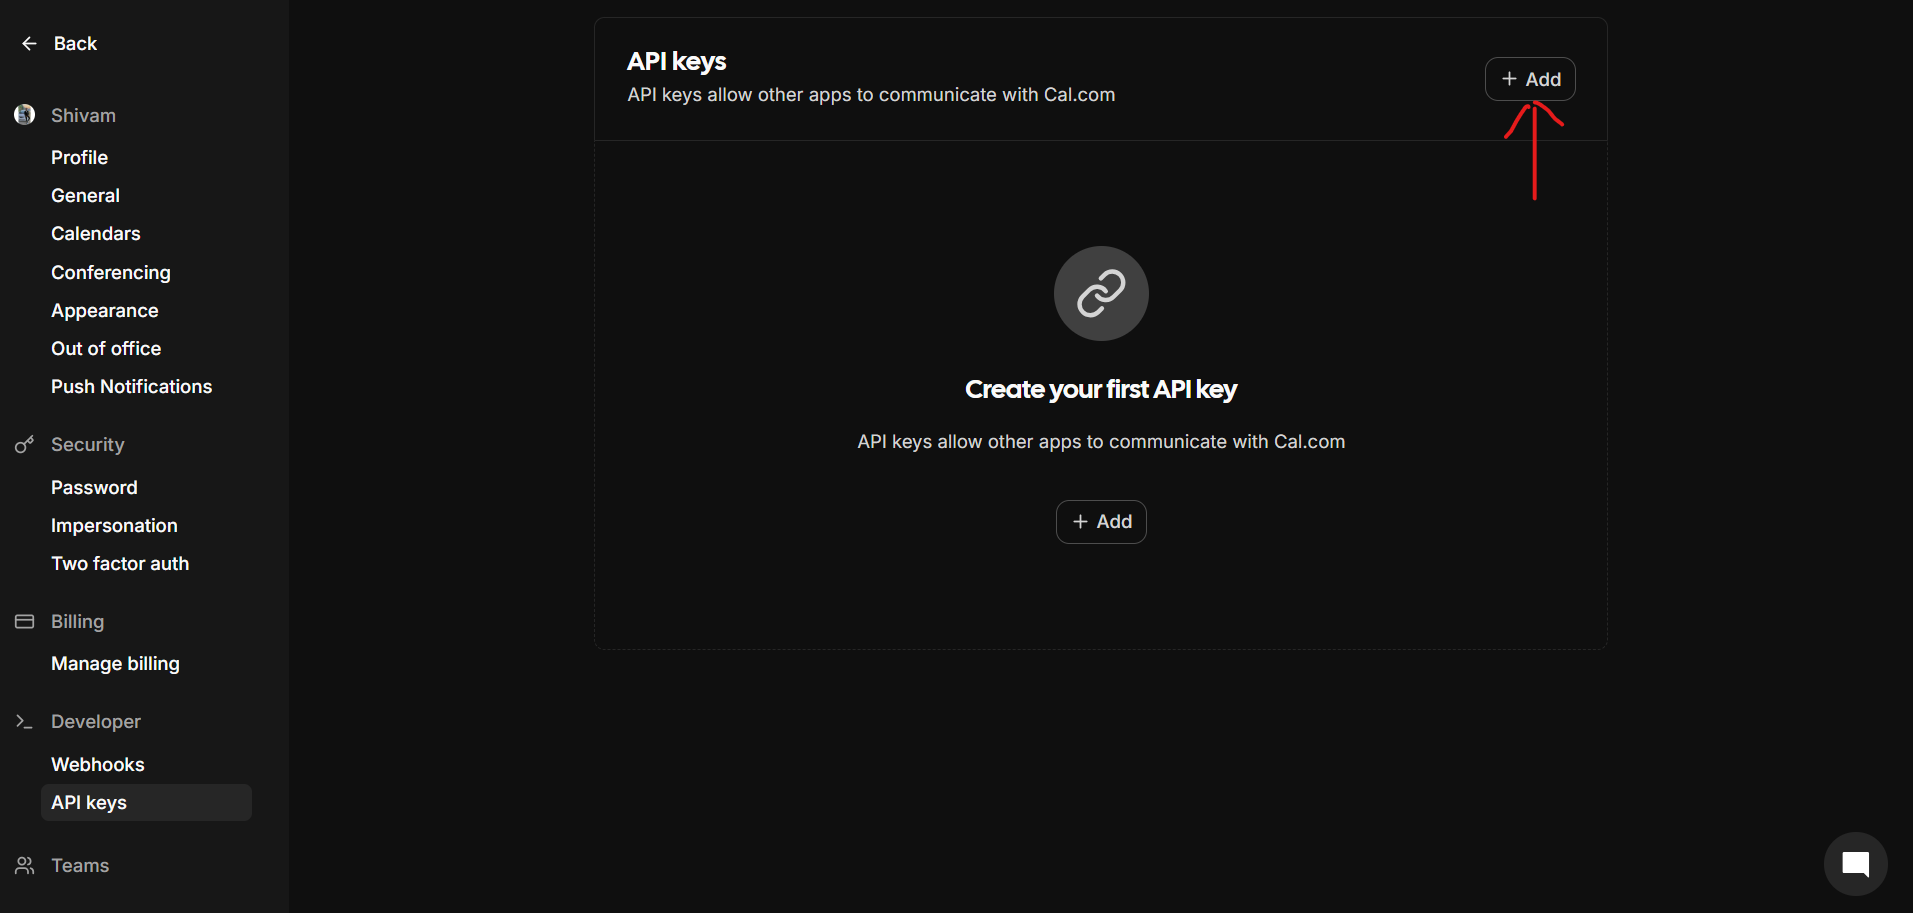 Back
Shivam
Profile
General
Calendars
Conferencing
Appearance
Out of office
Push Notifications
Security
Password
Impersonation
Two factor auth
Billing
Manage billing
Developer
Webhooks
API keys
Teams
API keys
API keys allow other apps to communicate with Cal.com
+ Add
Create your first API key
API keys allow other apps to communicate with Cal.com
+ Add